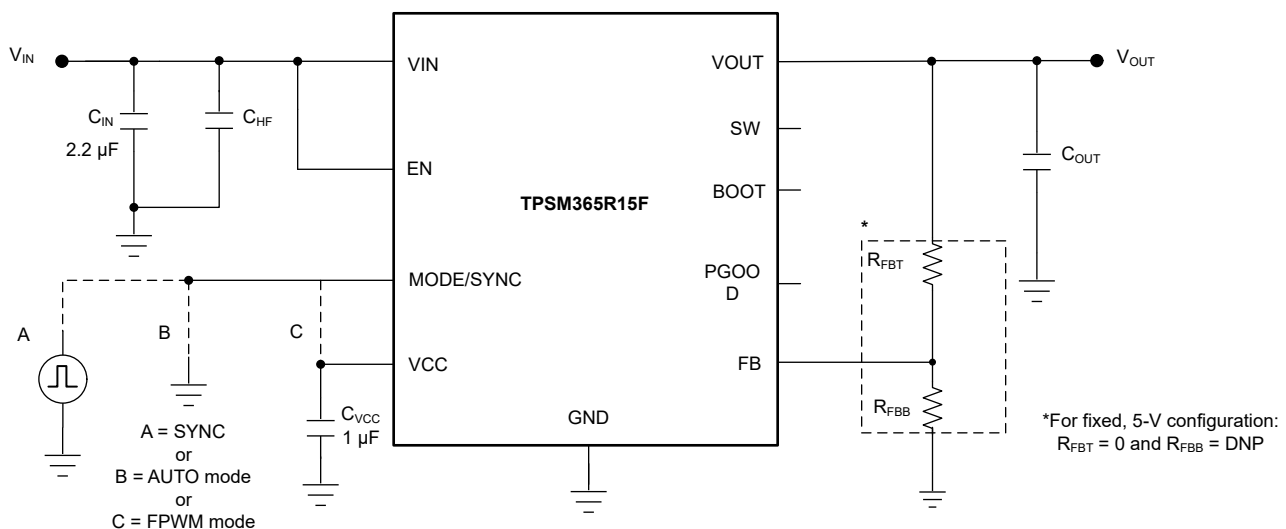 V_IN
C_IN
2.2 µF
C_HF
VIN
EN
MODE/SYNC
VCC
GND
TPSM365R15F
VOUT
SW
BOOT
PGOO
D
FB
V_OUT
C_OUT
*
R_FBT
R_FBB
A
B
C
C_VCC
1 µF
A = SYNC
or
B = AUTO mode
or
C = FPWM mode
*For fixed, 5-V configuration:
R_FBT = 0 and R_FBB = DNP